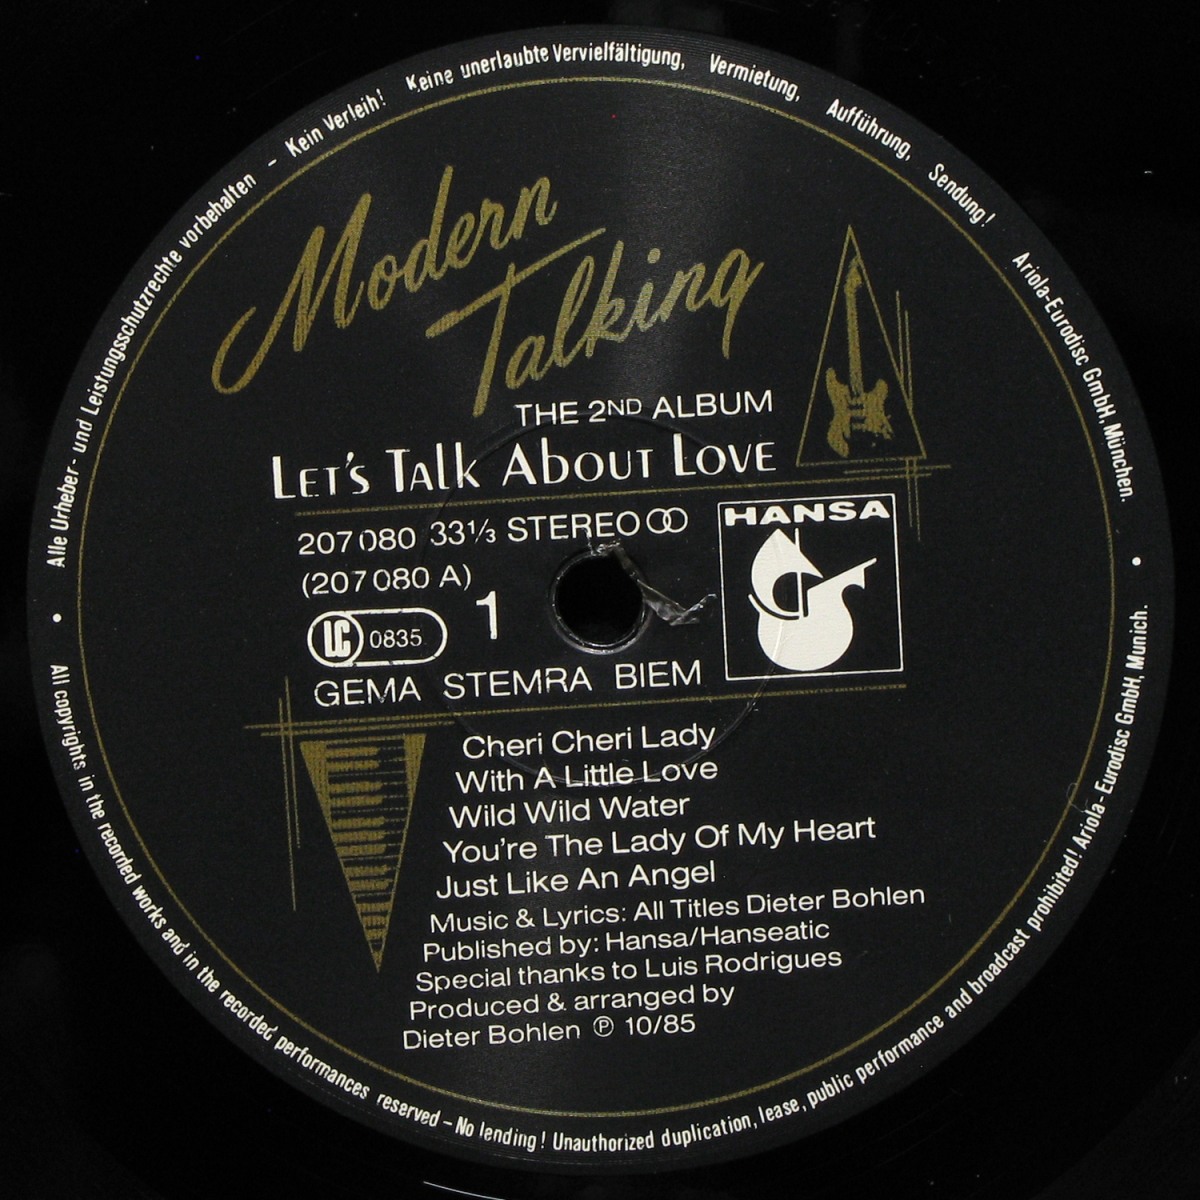 Alle Urheber- und Leistungsschutzrechte vorbehalten – Kein Verleih! Keine unerlaubte Vervielfältigung, Vermietung, Aufführung, Sendung! Ariola-Eurodisc GmbH, München.
Modern
Talking
THE 2ND ALBUM
LET'S TALK ABOUT LOVE
207 080 33⅓ STEREO
(207 080 A)
LC 0835
1
GEMA STEMRA BIEM
HANSA
Cheri Cheri Lady
With A Little Love
Wild Wild Water
You're The Lady Of My Heart
Just Like An Angel
Music & Lyrics: All Titles Dieter Bohlen
Published by: Hansa/Hanseatic
Special thanks to Luis Rodrigues
Produced & arranged by
Dieter Bohlen ℗ 10/85
All copyrights in the recorded works and in the recorded performances reserved – No lending! Unauthorized duplication, lease, public performance and broadcast prohibited! Ariola-Eurodisc GmbH, Munich.